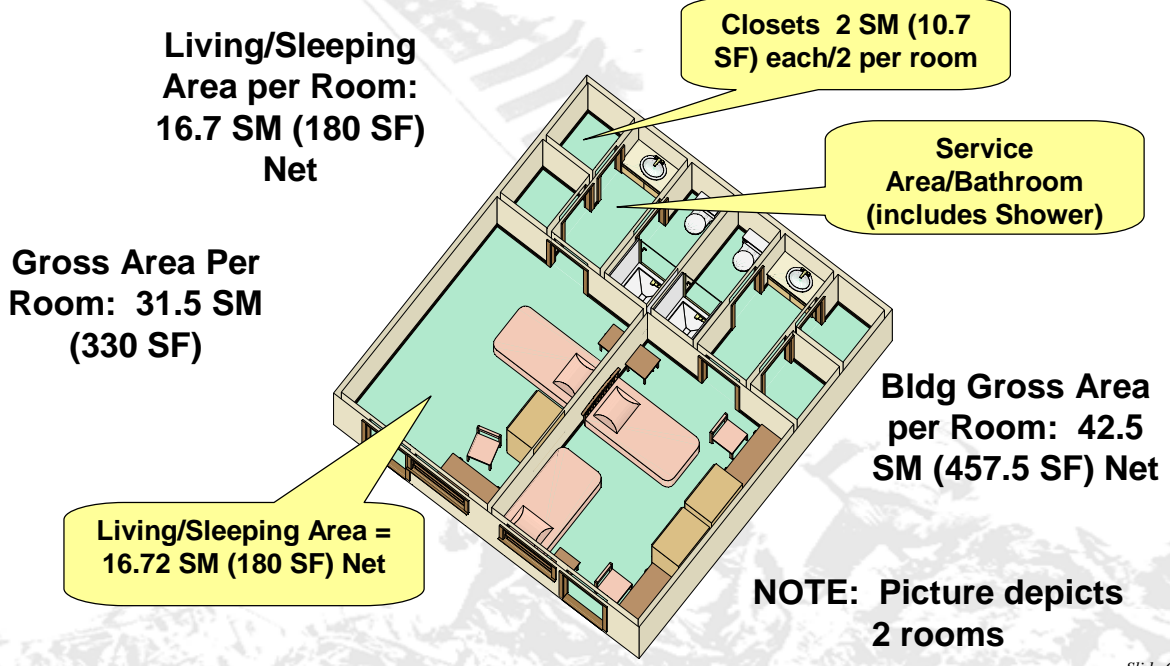 Closets 2 SM (10.7
SF) each/2 per room
Living/Sleeping
Area per Room:
16.7 SM (180 SF)
Net
Service
Area/Bathroom
(includes Shower)
Gross Area Per
Room: 31.5 SM
(330 SF)
Bldg Gross Area
per Room: 42.5
SM (457.5 SF) Net
Living/Sleeping Area =
16.72 SM (180 SF) Net
NOTE: Picture depicts
2 rooms